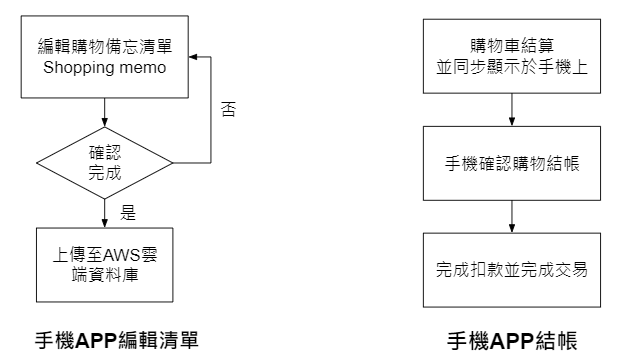 編輯購物備忘清單
Shopping memo
否
確認
完成
是
上傳至AWS雲
端資料庫
手機APP編輯清單
購物車結算
並同步顯示於手機上
手機確認購物結帳
完成扣款並完成交易
手機APP結帳